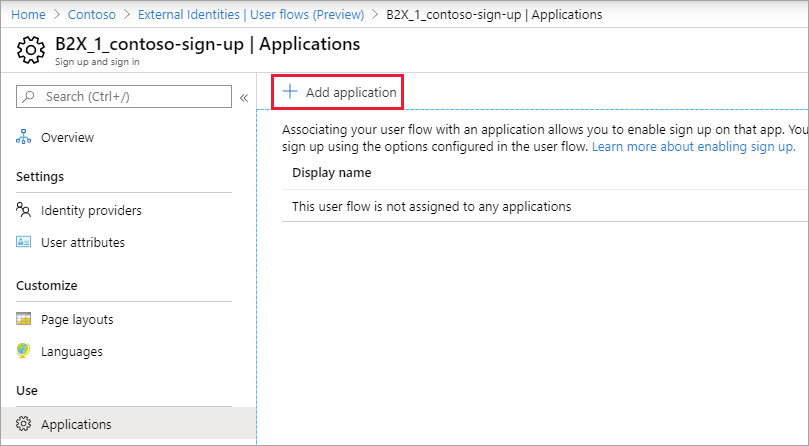 Home > Contoso > External Identities | User flows (Preview) > B2X_1_contoso-sign-up | Applications
B2X_1_contoso-sign-up | Applications
Sign up and sign in
Search (Ctrl+/)
Overview
Settings
Identity providers
User attributes
Customize
Page layouts
Languages
Use
Applications
Add application
Associating your user flow with an application allows you to enable sign up on that app. You
sign up using the options configured in the user flow. Learn more about enabling sign up.
Display name
This user flow is not assigned to any applications